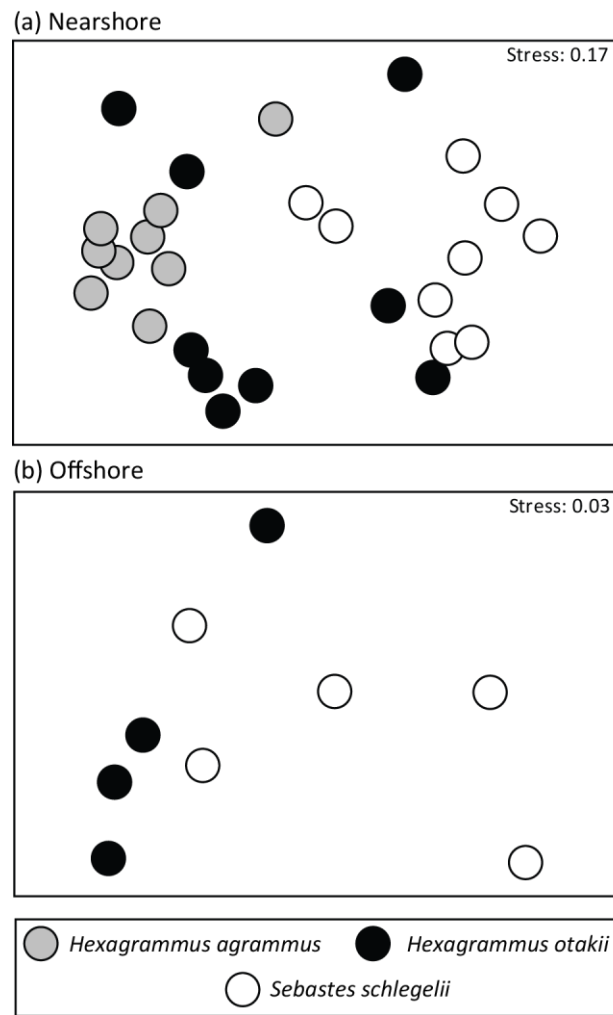 (a) Nearshore
Stress: 0.17
(b) Offshore
Stress: 0.03
Hexagrammus agrammus
Hexagrammus otakii
Sebastes schlegelii